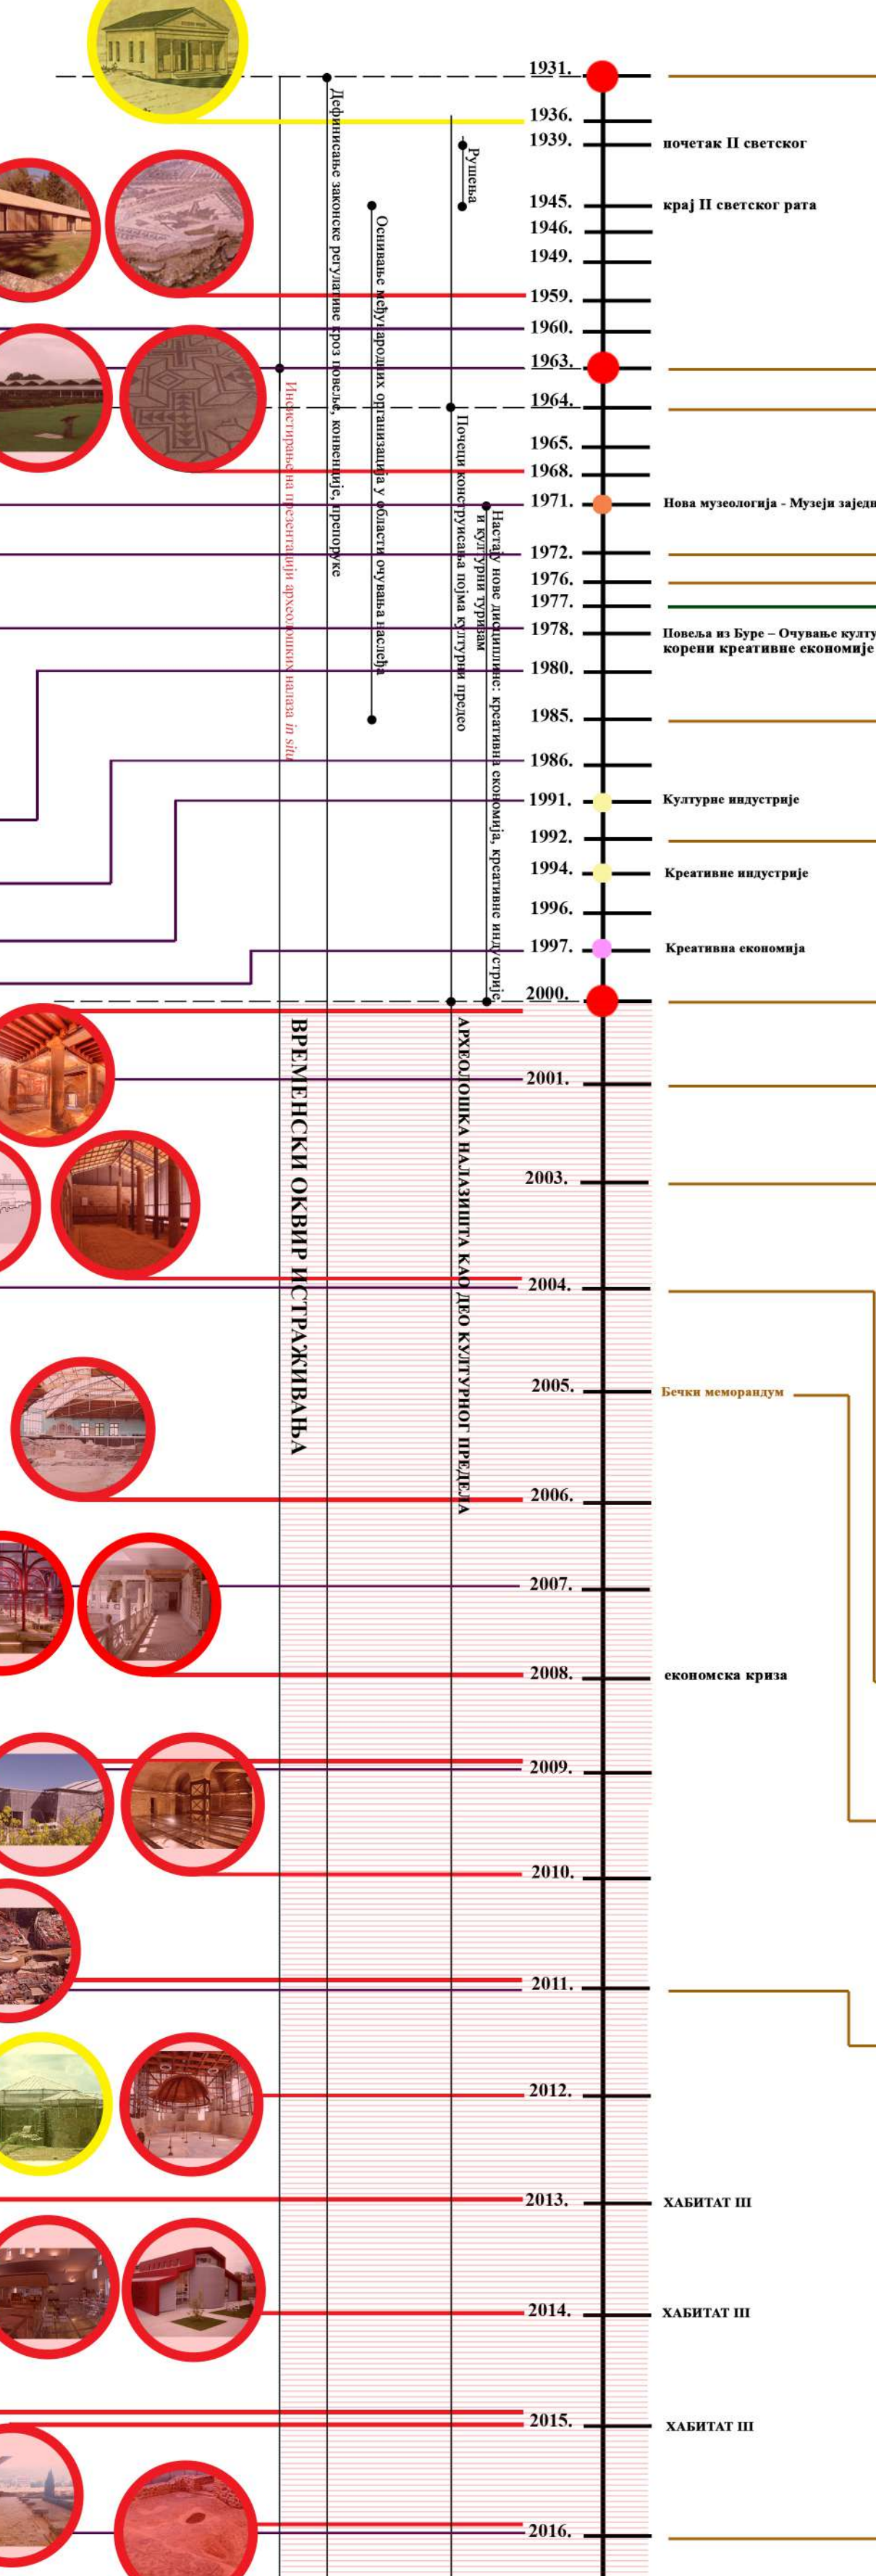 1931.
1936.
1939. почетак II светског
1945. крај II светског рата
1946.
1949.
1959.
1960.
1963.
1964.
1965.
1968.
1971. Нова музеологија - Музеји
1972.
1976.
1977.
1978. Повеља из Буре – Очување
корени креативне економије
1980.
1985.
1986.
1991. Културне индустрије
1992.
1994. Креативне индустрије
1996.
1997. Креативна економија
2000.
2001.
2003.
2004.
2005. Бечки меморандум
2006.
2007.
2008. економска криза
2009.
2010.
2011.
2012.
2013. ХАБИТАТ III
2014. ХАБИТАТ III
2015. ХАБИТАТ III
2016.
Рушења
Дефинисање законске регулативе кроз повеље, конвенције, препоруке
Оснивање међународних организација у области очувања наслеђа
Инсистирање на презентацији археолошких налаза in situ
Почеци конструисања појма културни предео
Настају нове дисциплине: креативна економија, креативне индустрије
и културни туризам
ВРЕМЕНСКИ ОКВИР ИСТРАЖИВАЊА
АРХЕОЛОШКА НАЛАЗИШТА КАО ДЕО КУЛТУРНОГ ПРЕДЕЛА